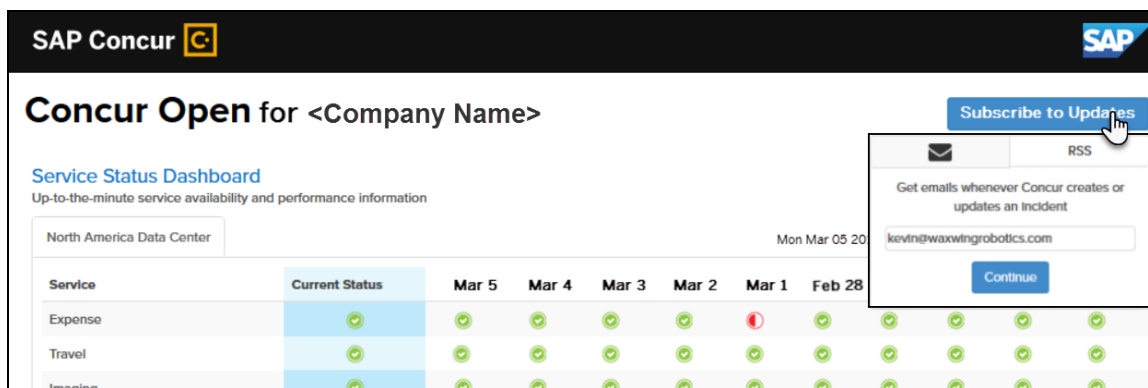 SAP Concur C.
SAP
Concur Open for <Company Name>
Subscribe to Updates
RSS
Get emails whenever Concur creates or
updates an incident
kevin@waxwingrobotics.com
Continue
Service Status Dashboard
Up-to-the-minute service availability and performance information
North America Data Center
Mon Mar 05 20
Service Current Status Mar 5 Mar 4 Mar 3 Mar 2 Mar 1 Feb 28
Expense
Travel
Imaging